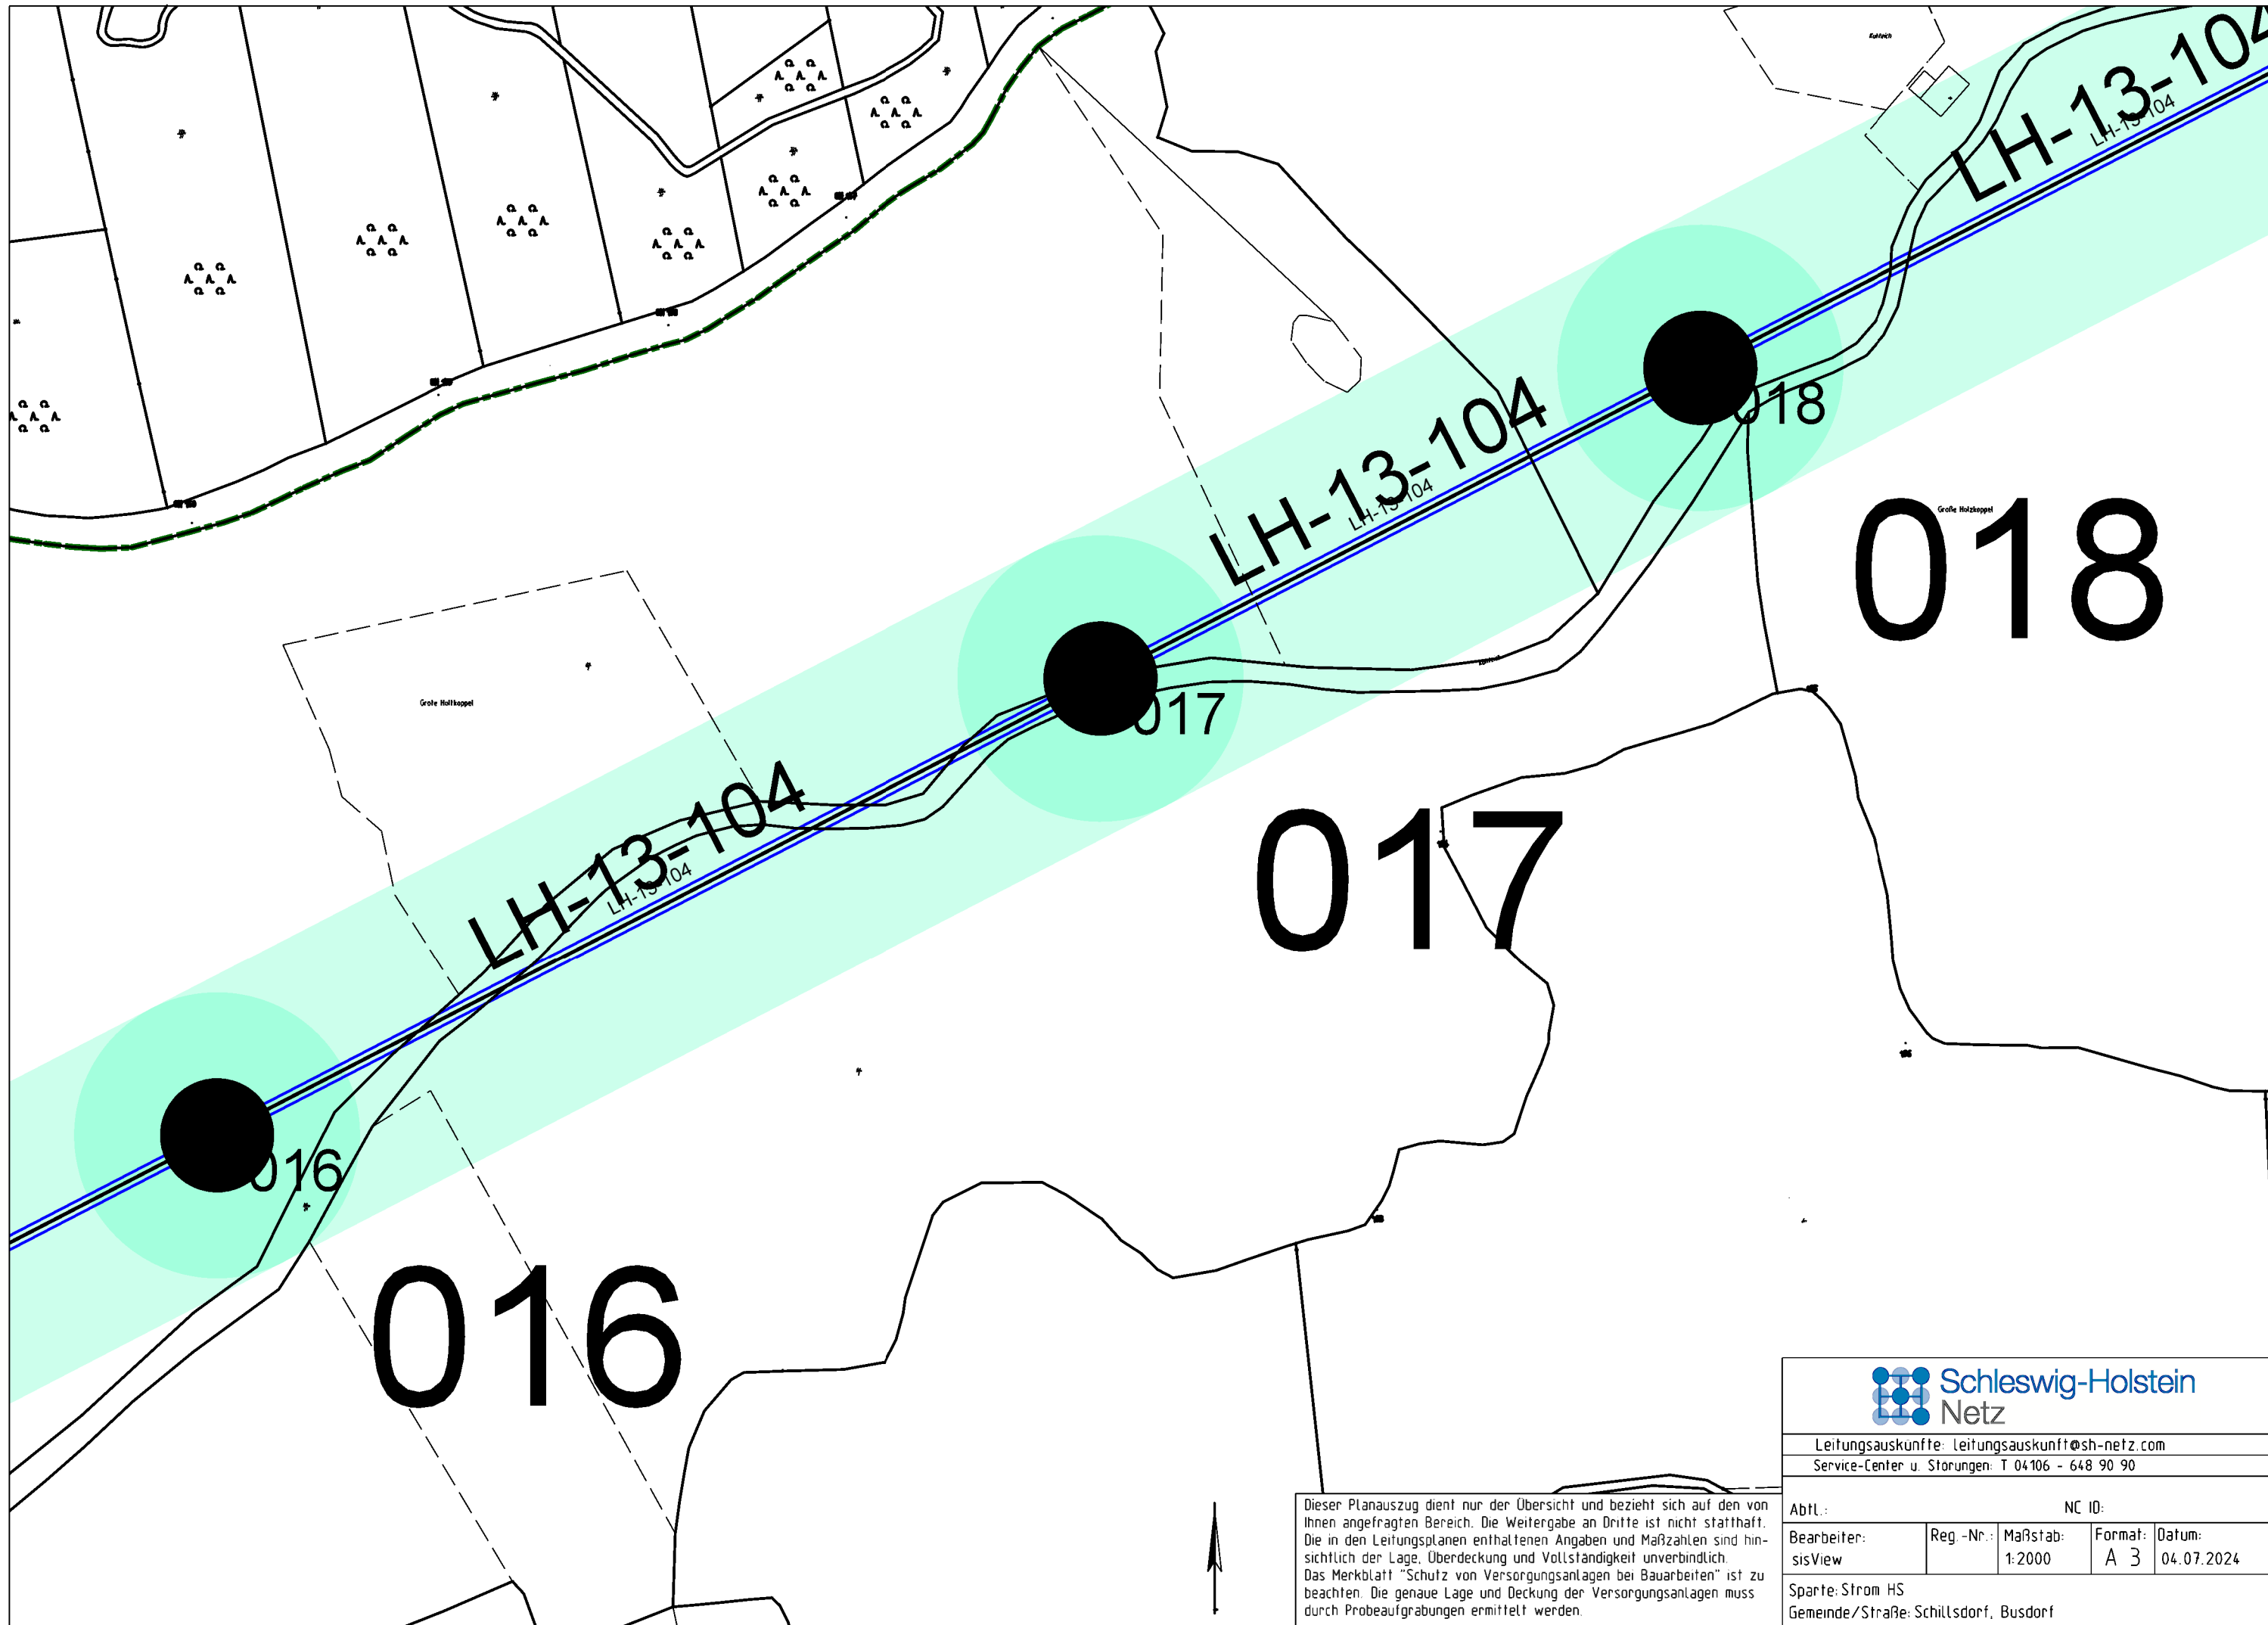 Kuhteich
LH-13-104
LH-13-104
LH-13-104
LH-13-104
018
018
Große Holzkoppel
017
017
Große Holtkoppel
LH-13-104
LH-13-104
016
016
Schleswig-Holstein
Netz
Leitungsauskünfte: leitungsauskunft@sh-netz.com
Service-Center u. Störungen: T 04106 - 648 90 90
Abtl.: NC ID:
Bearbeiter: Reg.-Nr.: Maßstab: Format: Datum:
sisView 1:2000 A 3 04.07.2024
Sparte: Strom HS
Gemeinde/Straße: Schillsdorf, Busdorf
Dieser Planauszug dient nur der Übersicht und bezieht sich auf den von
Ihnen angefragten Bereich. Die Weitergabe an Dritte ist nicht statthaft.
Die in den Leitungsplänen enthaltenen Angaben und Maßzahlen sind hin-
sichtlich der Lage, Überdeckung und Vollständigkeit unverbindlich.
Das Merkblatt "Schutz von Versorgungsanlagen bei Bauarbeiten" ist zu
beachten. Die genaue Lage und Deckung der Versorgungsanlagen muss
durch Probeaufgrabungen ermittelt werden.